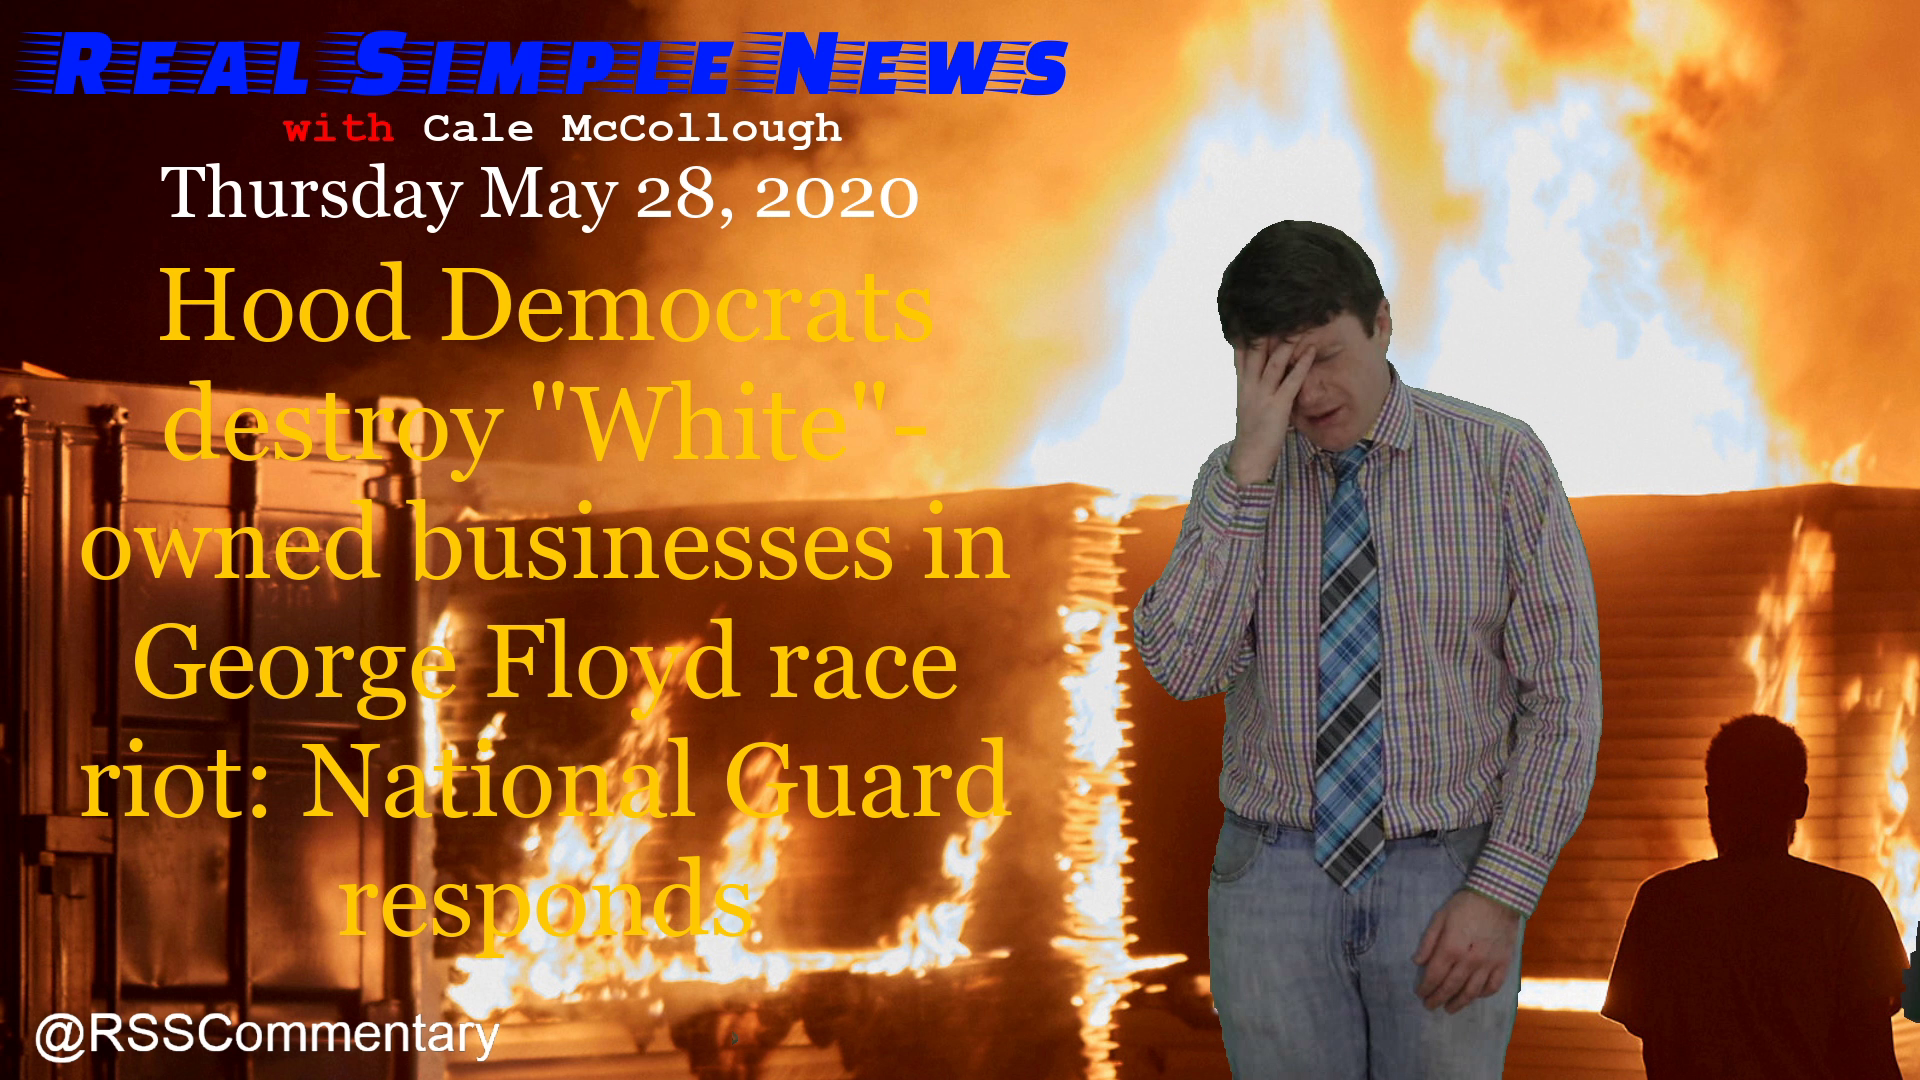 Real Simple News
with Cale McCollough
Thursday May 28, 2020
Hood Democrats
destroy "White"-
owned businesses in
George Floyd race
riot: National Guard
responds
@RSSCommentary